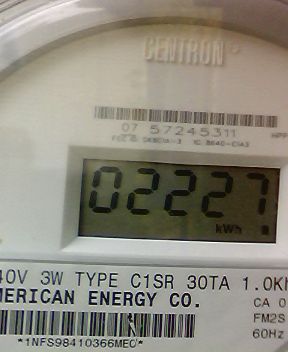 CENTRON®
07 57245311
02227
kWh
40V 3W TYPE C1SR 30TA 1.0Kh
MERICAN ENERGY CO.
CA 0
FM2S
60Hz
*1NFS98410366MEC*